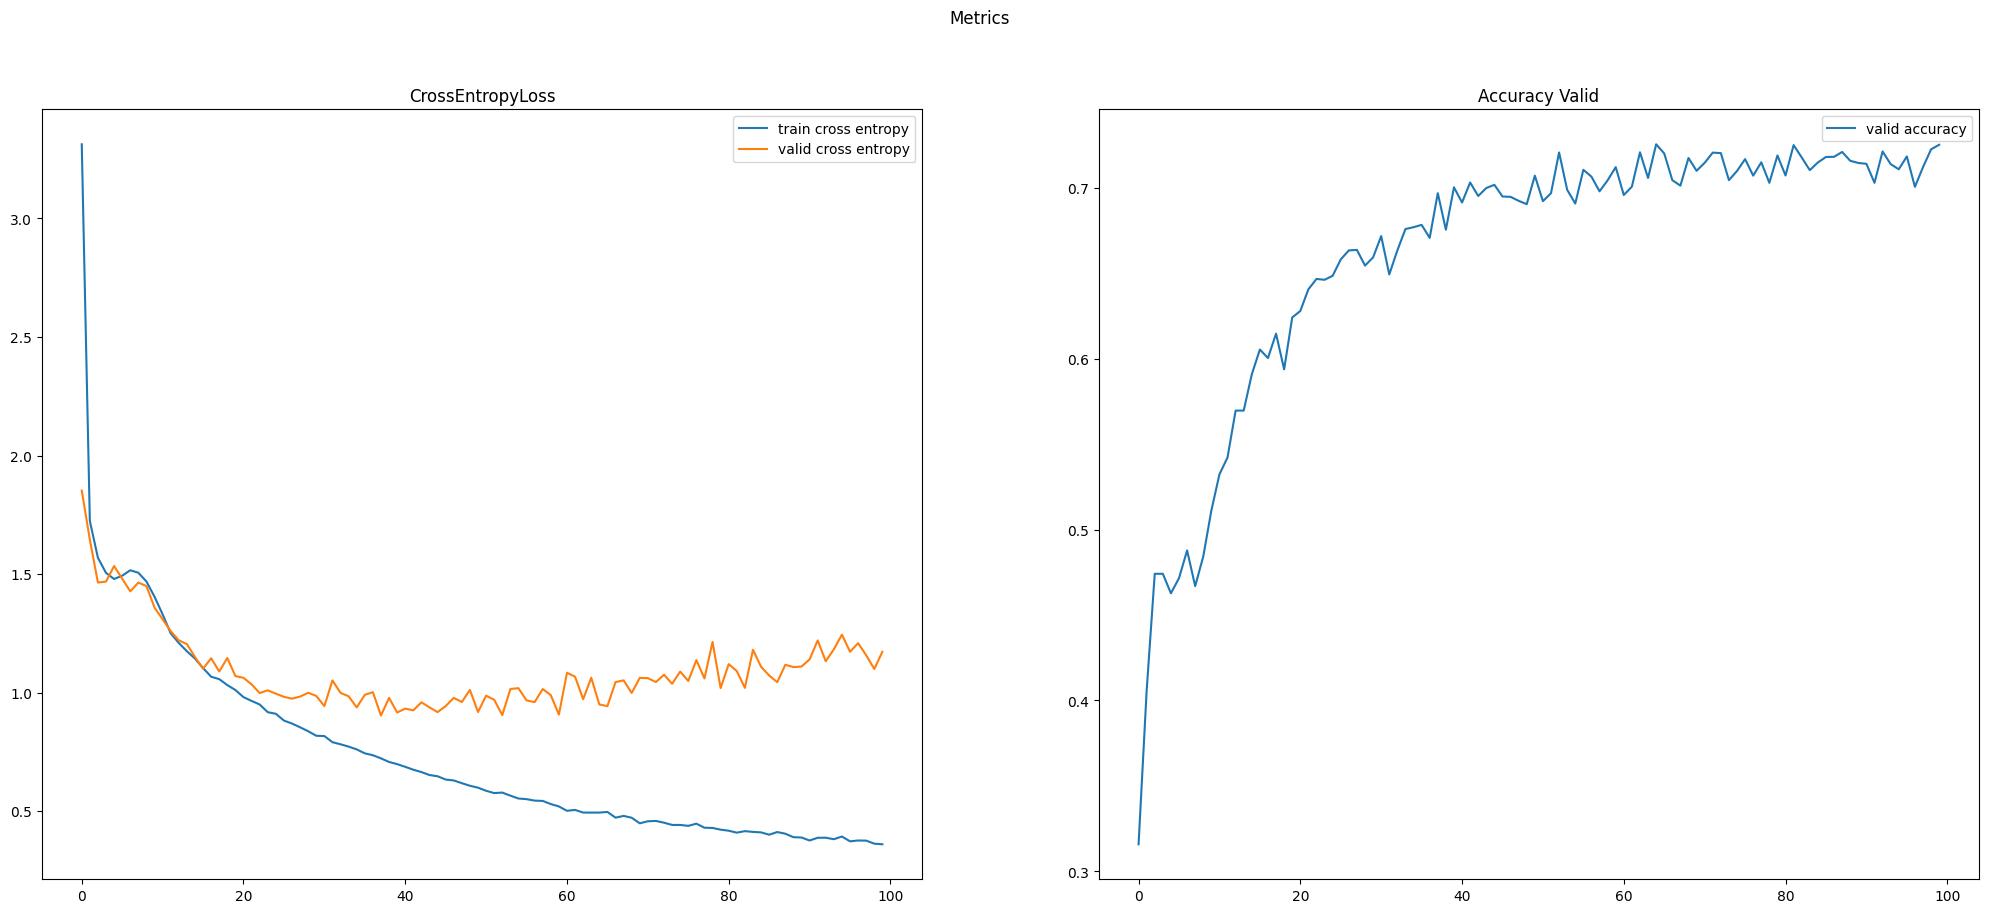 Metrics
CrossEntropyLoss
train cross entropy
valid cross entropy
3.0
2.5
2.0
1.5
1.0
0.5
0 20 40 60 80 100
Accuracy Valid
valid accuracy
0.7
0.6
0.5
0.4
0.3
0 20 40 60 80 100